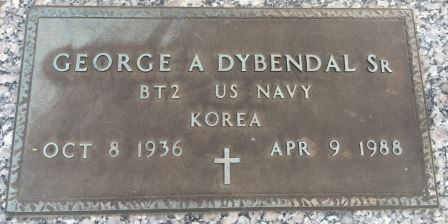 GEORGE A DYBENDAL SR
BT2 US NAVY
KOREA
OCT 8 1936 APR 9 1988